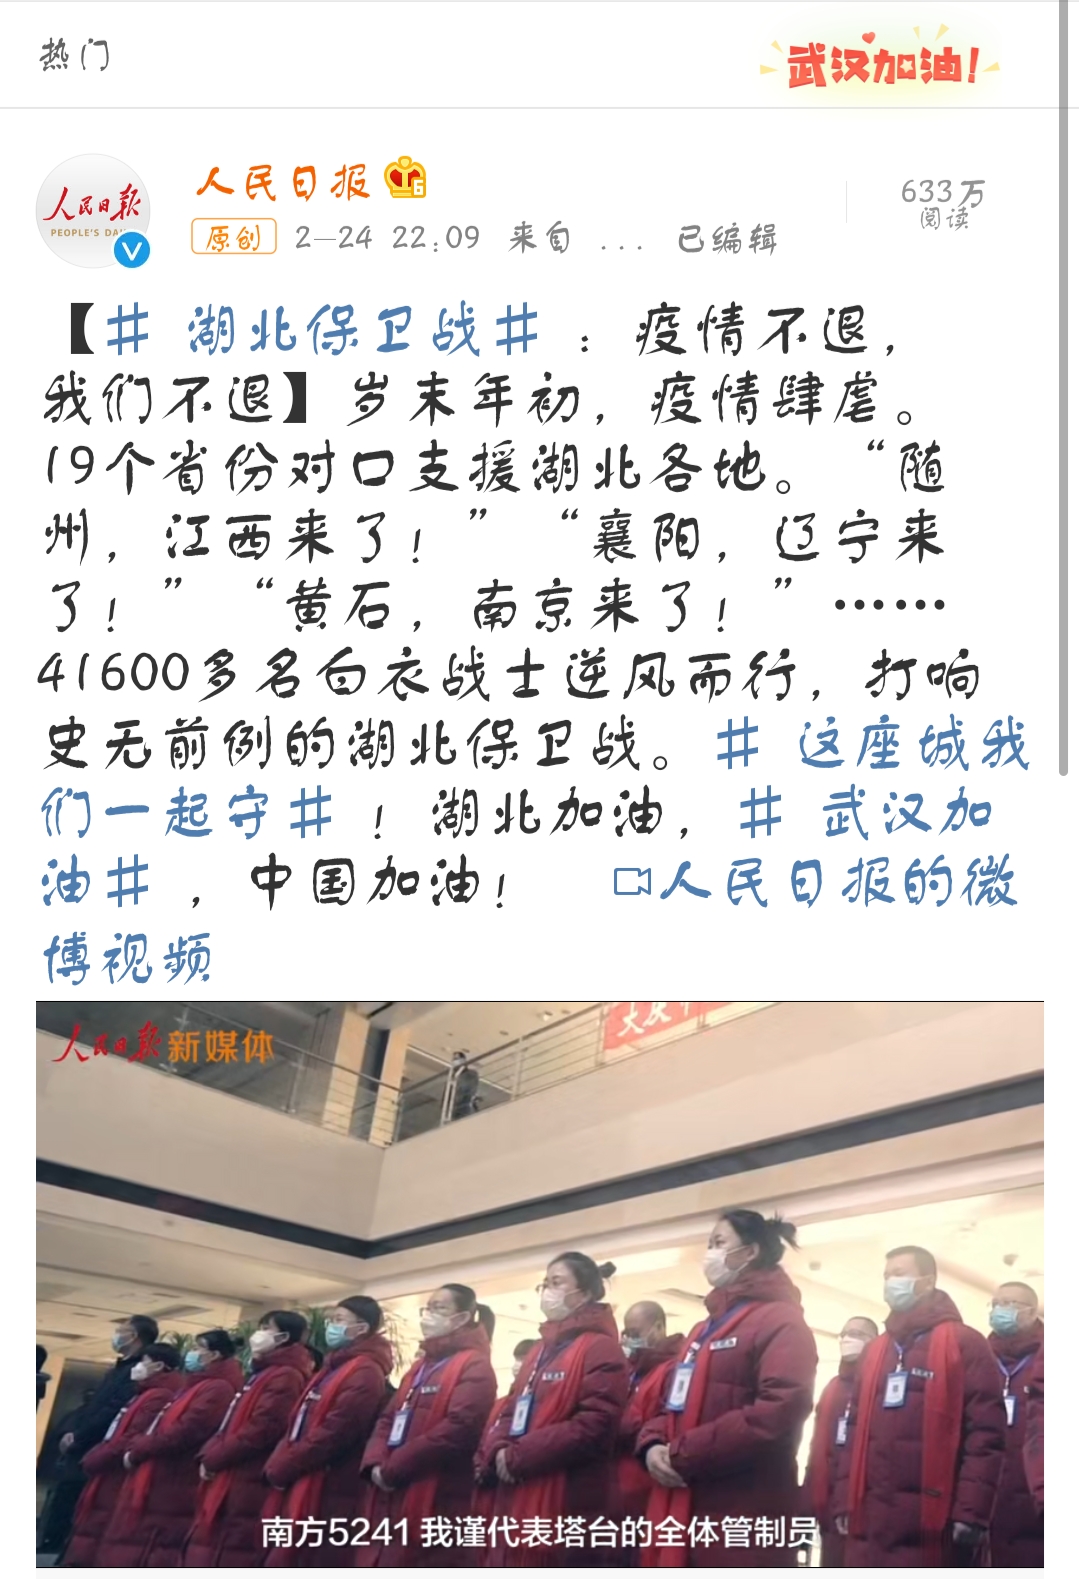 热门
武汉加油!
人民日报
PEOPLE'S DA
人民日报
6
633万
阅读
原创 2-24 22:09 来自 ... 已编辑
【# 湖北保卫战#：疫情不退，
我们不退】岁末年初，疫情肆虐。
19个省份对口支援湖北各地。“随
州，江西来了！”“襄阳，辽宁来
了！”“黄石，南京来了！”……
41600多名白衣战士逆风而行，打响
史无前例的湖北保卫战。# 这座城我
们一起守#！湖北加油，# 武汉加
油#，中国加油！ 人民日报的微
博视频
人民日报 新媒体
南方5241 我谨代表塔台的全体管制员